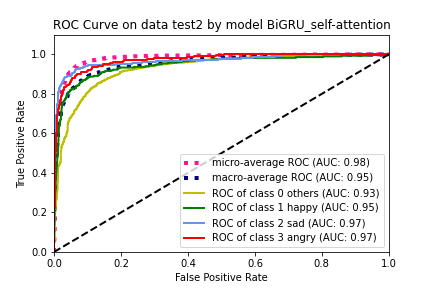 ROC Curve on data test2 by model BiGRU_self-attention
True Positive Rate
1.0
0.8
0.6
0.4
0.2
0.0
micro-average ROC (AUC: 0.98)
macro-average ROC (AUC: 0.95)
ROC of class 0 others (AUC: 0.93)
ROC of class 1 happy (AUC: 0.95)
ROC of class 2 sad (AUC: 0.97)
ROC of class 3 angry (AUC: 0.97)
0.0 0.2 0.4 0.6 0.8 1.0
False Positive Rate